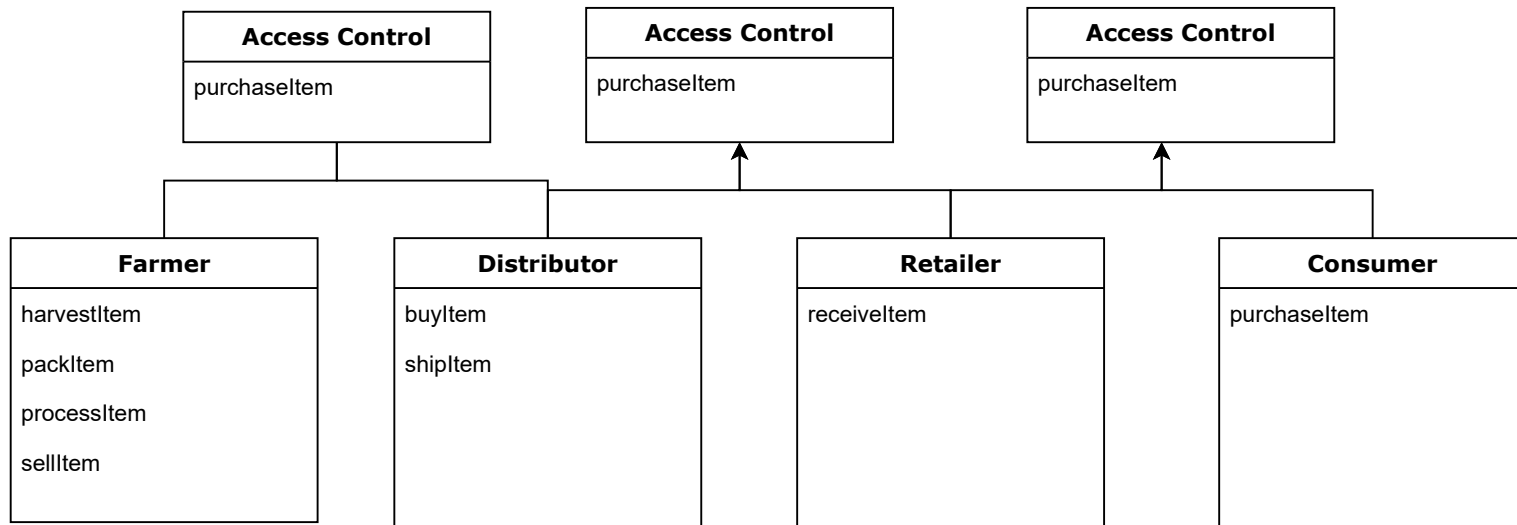 Access Control
purchaseItem
Access Control
purchaseItem
Access Control
purchaseItem
Farmer
harvestItem
packItem
processItem
sellItem
Distributor
buyItem
shipItem
Retailer
receiveItem
Consumer
purchaseItem